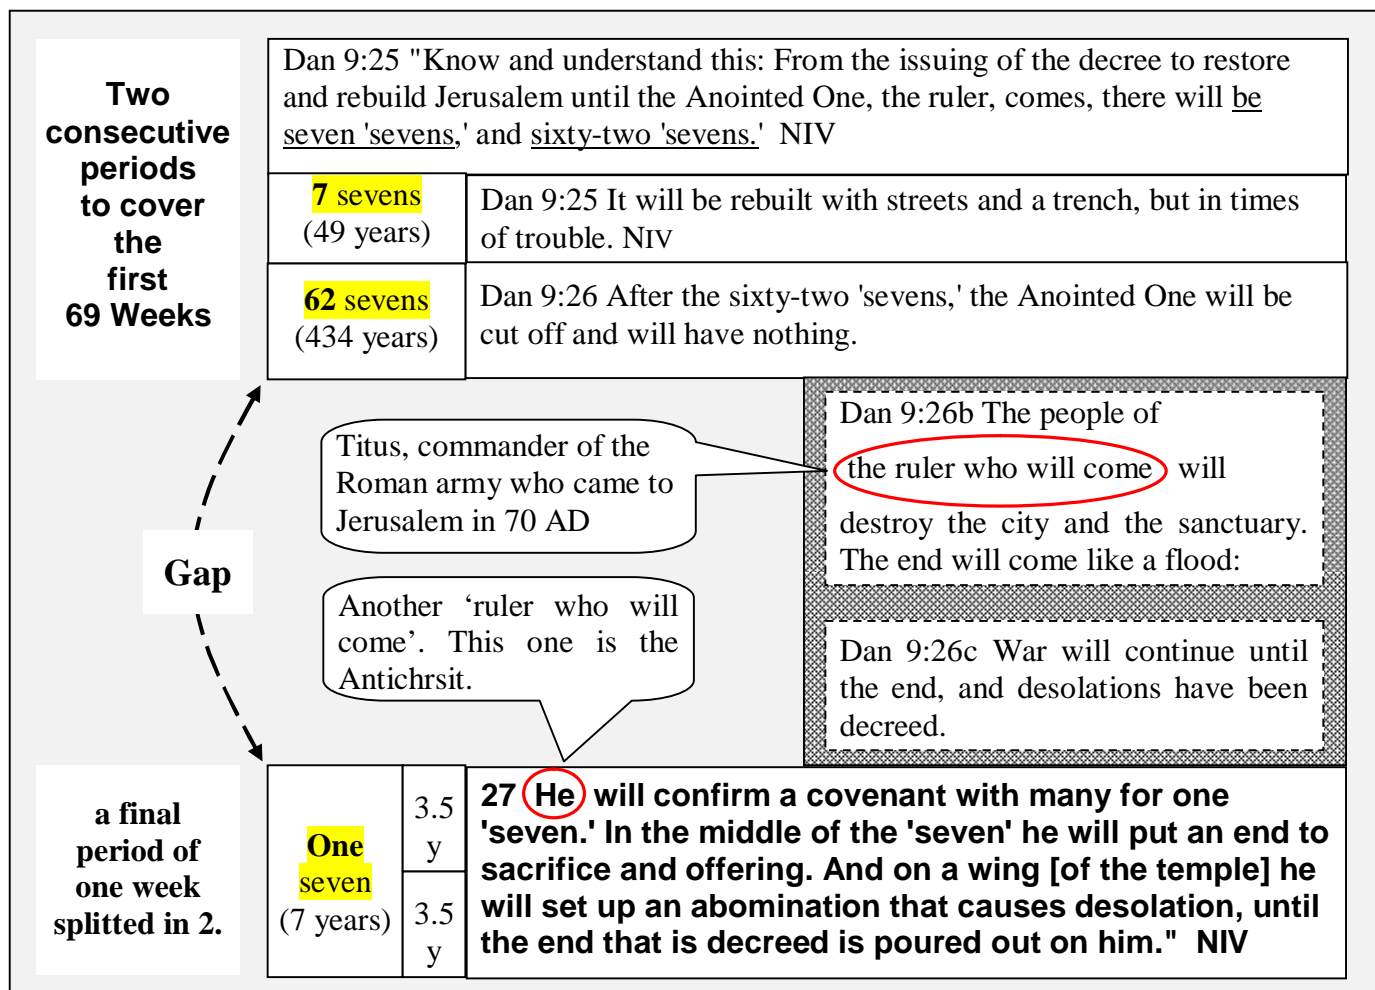 Two
consecutive
periods
to cover
the
first
69 Weeks
Dan 9:25 "Know and understand this: From the issuing of the decree to restore
and rebuild Jerusalem until the Anointed One, the ruler, comes, there will be
seven 'sevens,' and sixty-two 'sevens.' NIV
7 sevens
(49 years)
Dan 9:25 It will be rebuilt with streets and a trench, but in times
of trouble. NIV
62 sevens
(434 years)
Dan 9:26 After the sixty-two 'sevens,' the Anointed One will be
cut off and will have nothing.
Gap
Titus, commander of the
Roman army who came to
Jerusalem in 70 AD
Dan 9:26b The people of
the ruler who will come will
destroy the city and the sanctuary.
The end will come like a flood:
Another ‘ruler who will
come’. This one is the
Antichrsit.
Dan 9:26c War will continue until
the end, and desolations have been
decreed.
a final
period of
one week
splitted in 2.
One
seven
(7 years)
3.5
y
3.5
y
27 He will confirm a covenant with many for one
'seven.' In the middle of the 'seven' he will put an end to
sacrifice and offering. And on a wing [of the temple] he
will set up an abomination that causes desolation, until
the end that is decreed is poured out on him." NIV